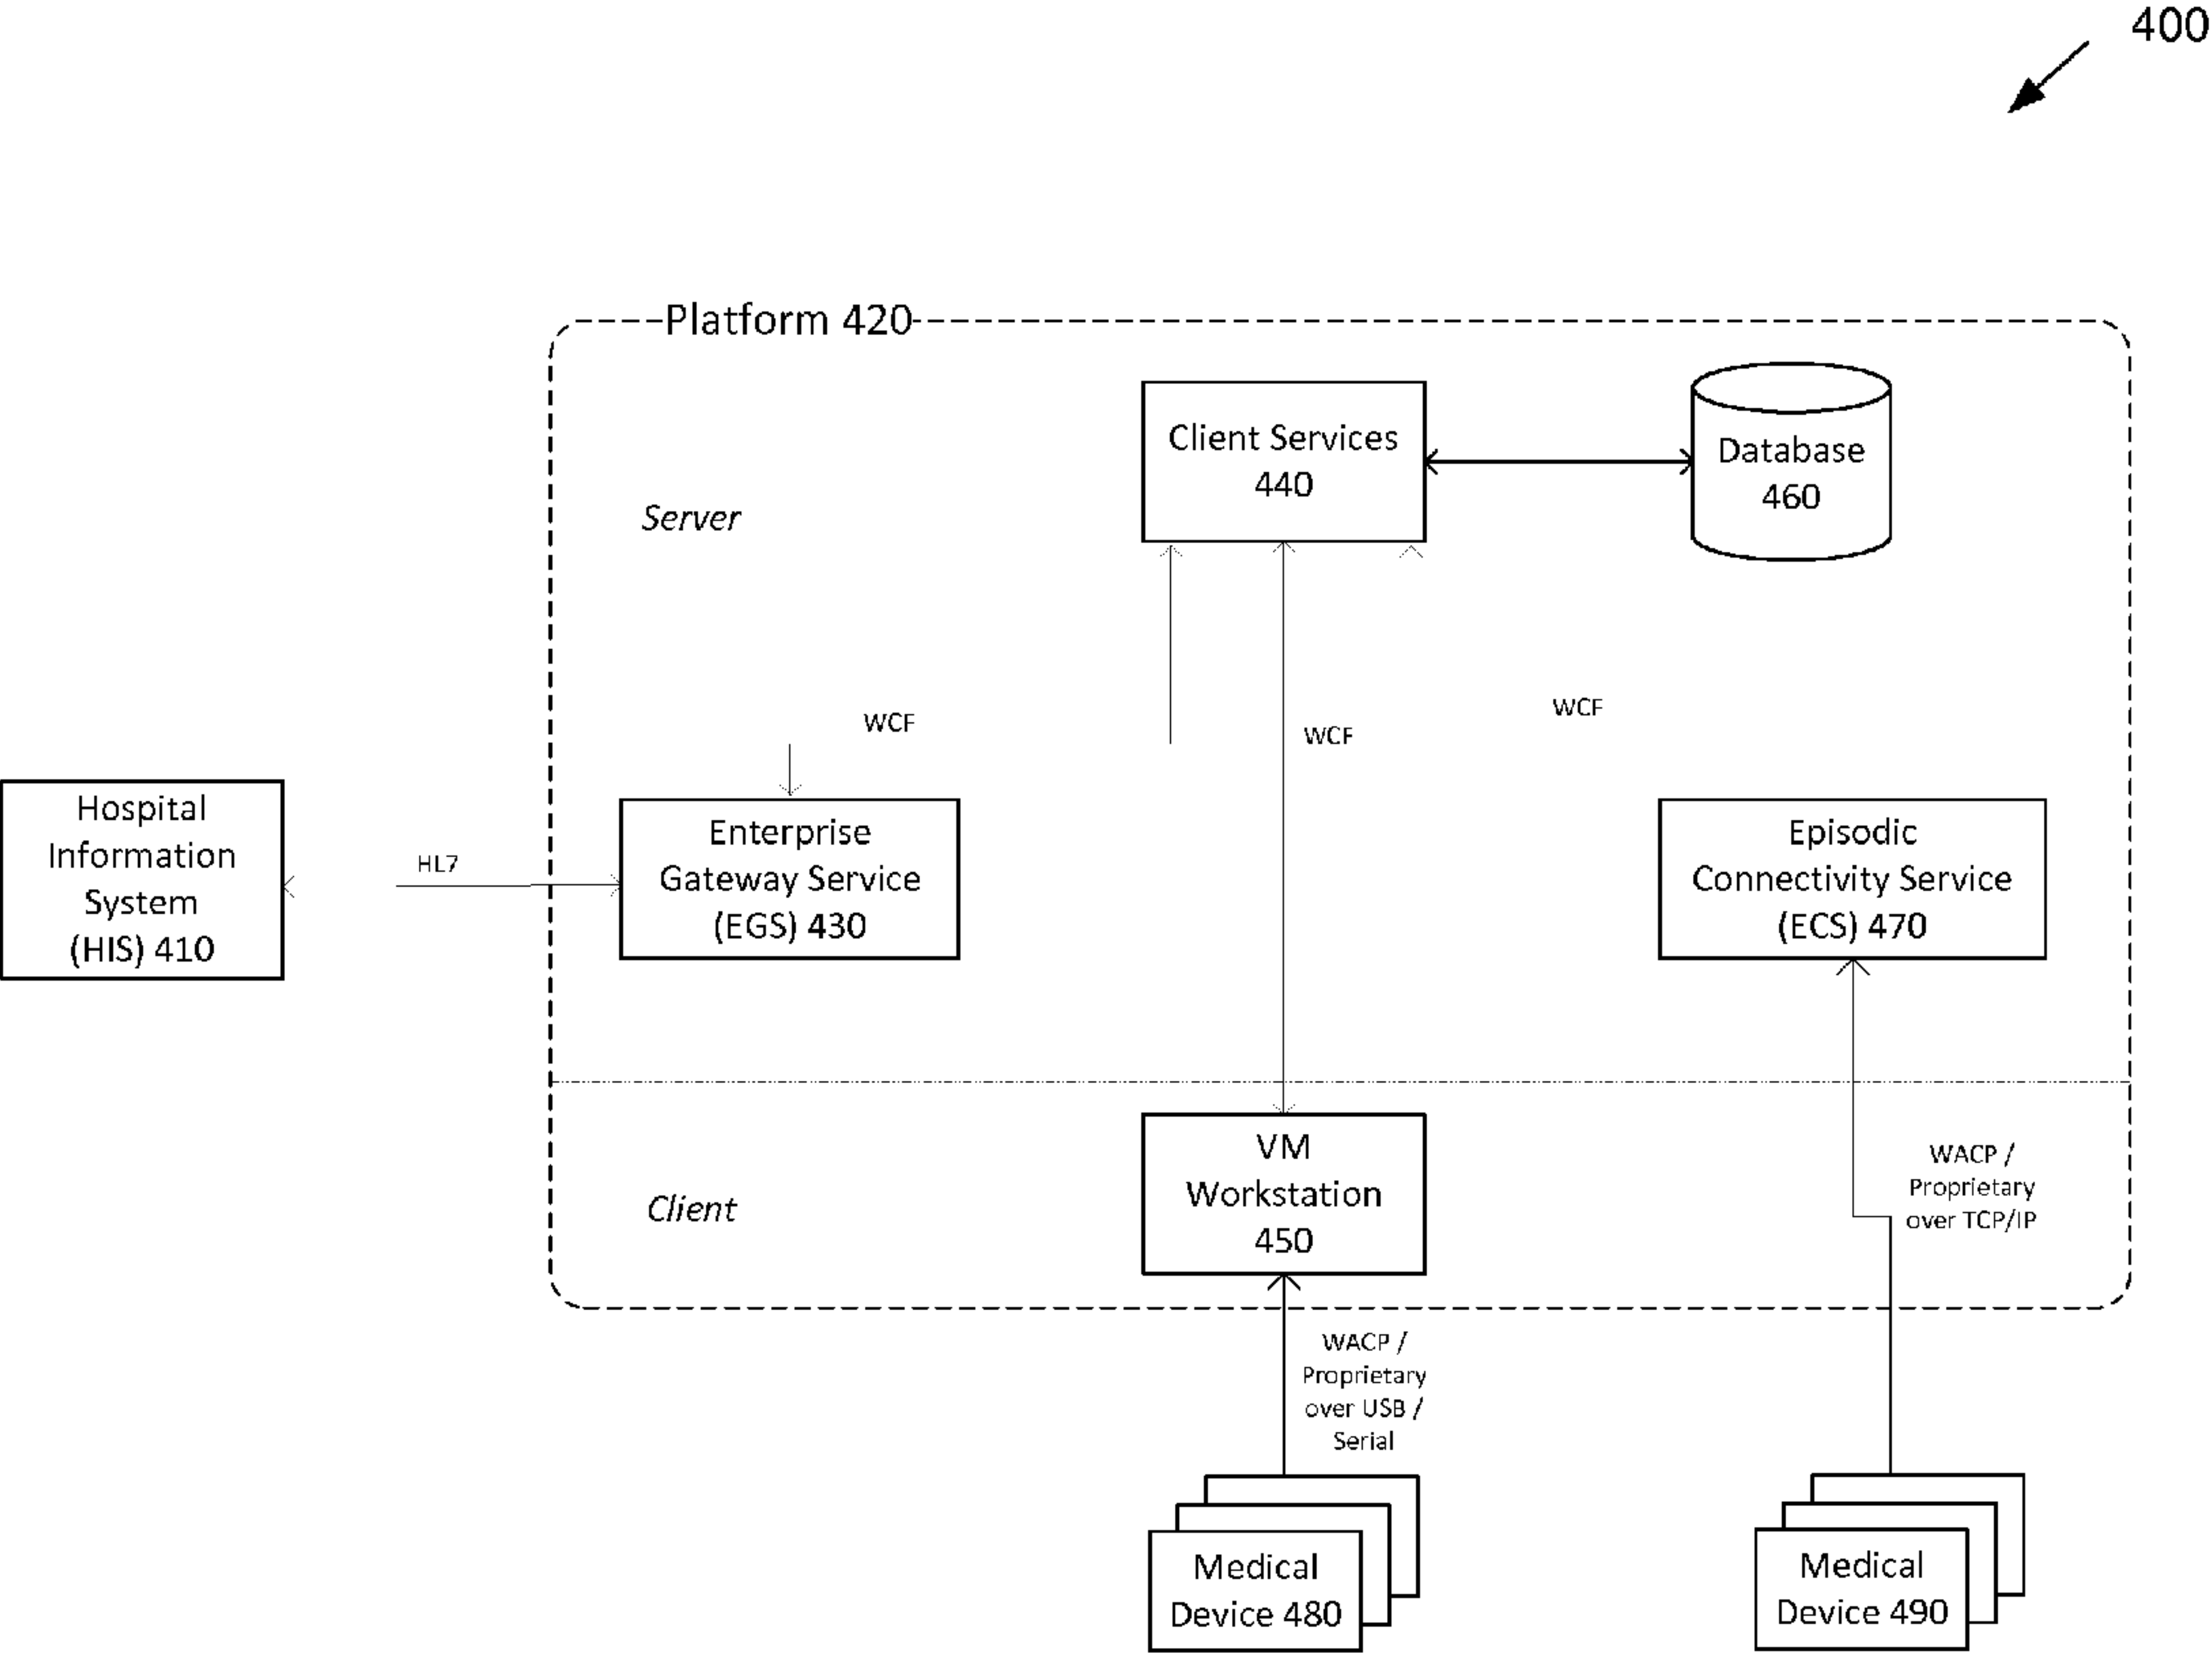 400
Platform 420
Client Services
440
Database
460
Server
WCF
WCF
WCF
Hospital
Information
System
(HIS) 410
HL7
Enterprise
Gateway Service
(EGS) 430
Episodic
Connectivity Service
(ECS) 470
Client
VM
Workstation
450
WACP /
Proprietary
over TCP/IP
WACP /
Proprietary
over USB /
Serial
Medical
Device 480
Medical
Device 490